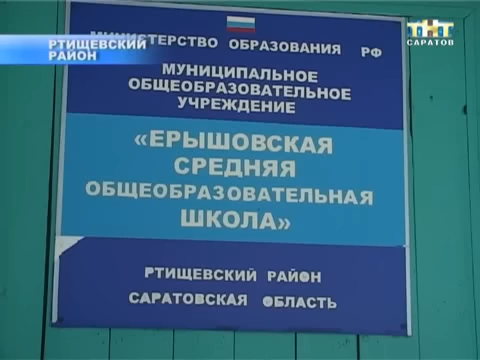 РТИЩЕВСКИЙ
РАЙОН
ТНТ
САРАТОВ
МИНИСТЕРСТВО ОБРАЗОВАНИЯ РФ
МУНИЦИПАЛЬНОЕ
ОБЩЕОБРАЗОВАТЕЛЬНОЕ
УЧРЕЖДЕНИЕ
«ЕРЫШОВСКАЯ
СРЕДНЯЯ
ОБЩЕОБРАЗОВАТЕЛЬНАЯ
ШКОЛА»
РТИЩЕВСКИЙ РАЙОН
САРАТОВСКАЯ ОБЛАСТЬ